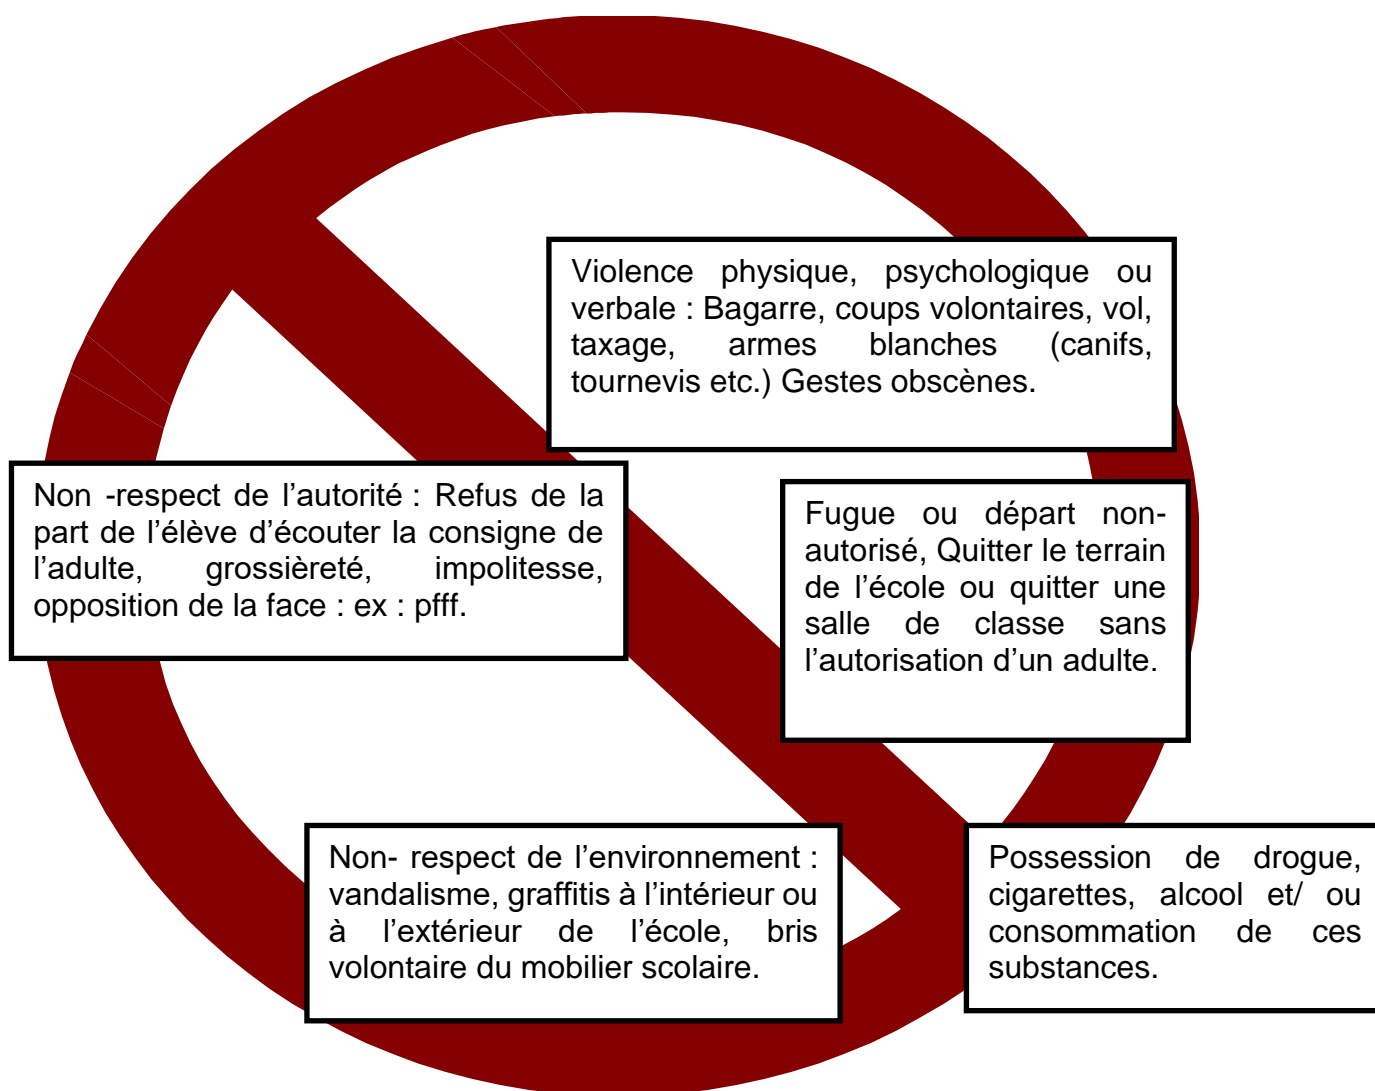 Violence physique, psychologique ou
verbale : Bagarre, coups volontaires, vol,
taxage, armes blanches (canifs,
tournevis etc.) Gestes obscènes.
Non -respect de l’autorité : Refus de la
part de l’élève d’écouter la consigne de
l’adulte, grossièreté, impolitesse,
opposition de la face : ex : pfff.
Fugue ou départ non-
autorisé, Quitter le terrain
de l’école ou quitter une
salle de classe sans
l’autorisation d’un adulte.
Non- respect de l’environnement :
vandalisme, graffitis à l’intérieur ou
à l’extérieur de l’école, bris
volontaire du mobilier scolaire.
Possession de drogue,
cigarettes, alcool et/ ou
consommation de ces
substances.